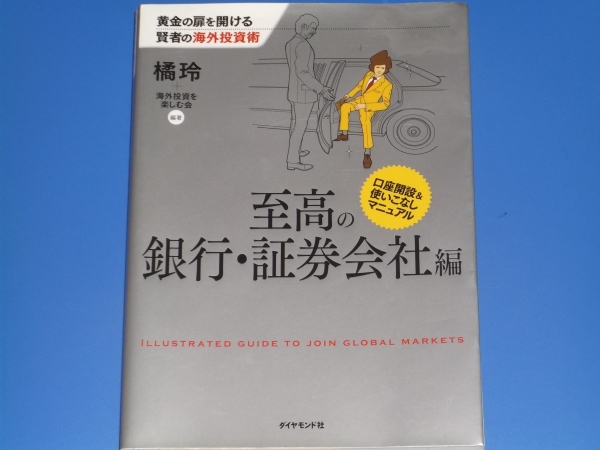 黄金の扉を開ける
賢者の海外投資術
橘玲
+
海外投資を
楽しむ会
編著
口座開設&
使いこなし
マニュアル
至高の
銀行・証券会社編
ILLUSTRATED GUIDE TO JOIN GLOBAL MARKETS
ダイヤモンド社